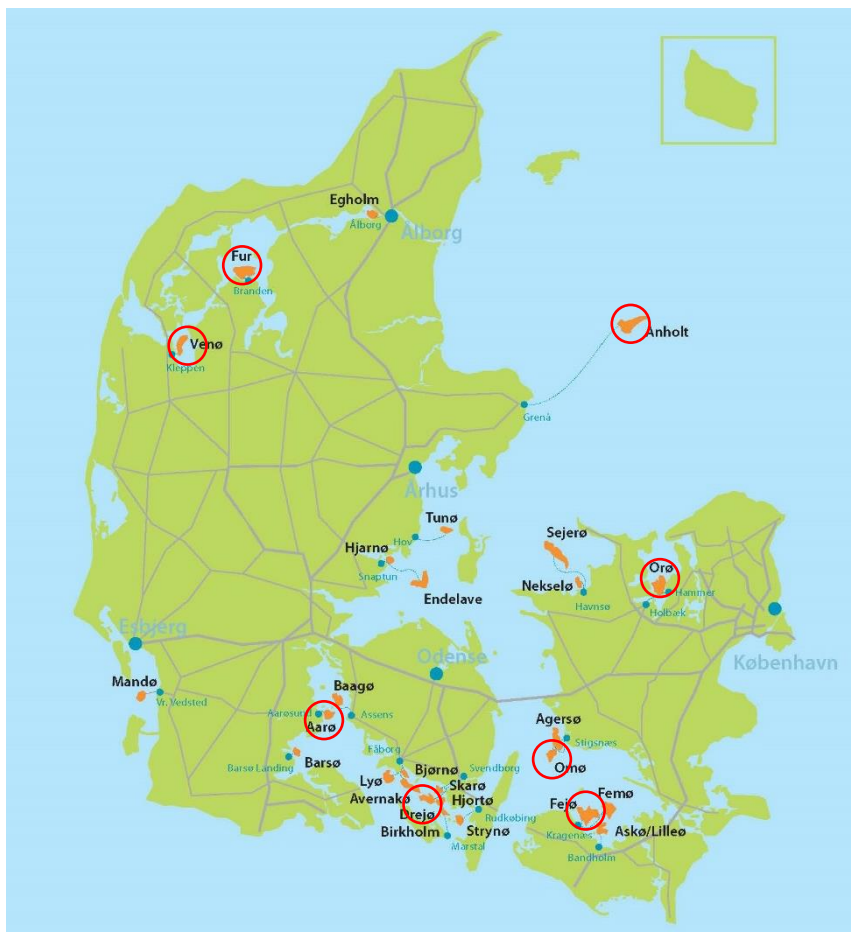 Egholm
Ålborg
Ålborg
Fur
Branden
Anholt
Venø
Kleppen
Grenå
Århus
Tunø
Hov
Hjarnø
Snaptun
Endelave
Sejerø
Nekselø
Havnsø
Orø
Hammer
Holbæk
København
Esbjerg
Odense
Mandø
Vr. Vedsted
Baagø
Aarøsund
Assens
Aarø
Barsø
Barsø Landing
Agersø
Stigsnæs
Omø
Fåborg
Bjørnø
Svendborg
Lyø
Skarø
Avernakø
Hjortø
Drejø
Rudkøbing
Birkholm
Strynø
Marstal
Femø
Fejø
Kragenæs
Askø/Lilleø
Bandholm